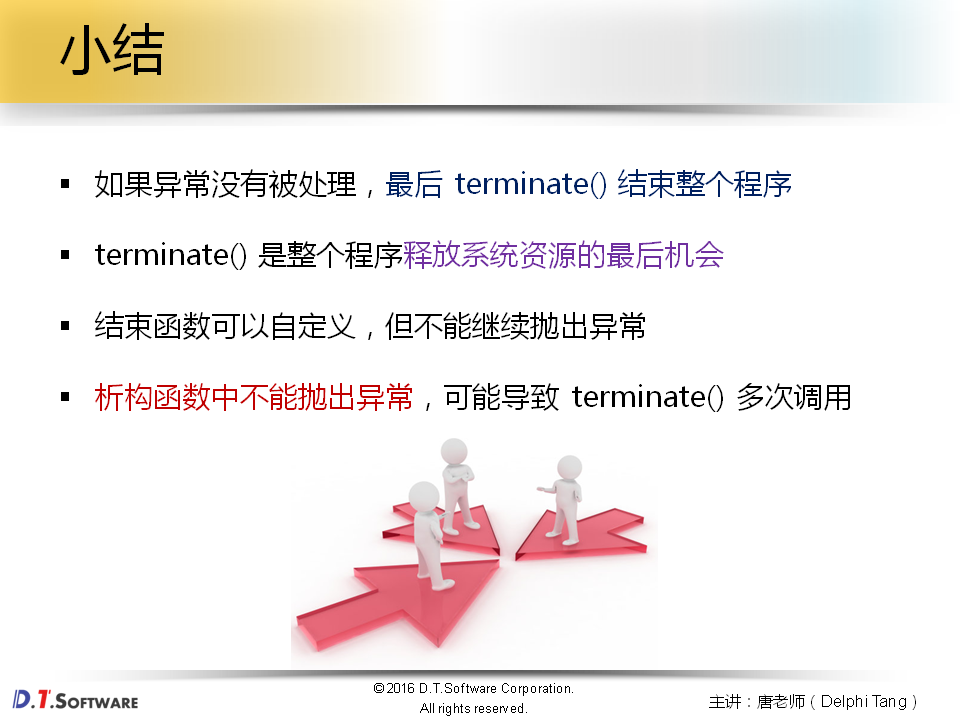 小结
▪ 如果异常没有被处理，最后 terminate() 结束整个程序
▪ terminate() 是整个程序释放系统资源的最后机会
▪ 结束函数可以自定义，但不能继续抛出异常
▪ 析构函数中不能抛出异常，可能导致 terminate() 多次调用
D.T.SOFTWARE
©2016 D.T.Software Corporation.
All rights reserved.
主讲：唐老师（Delphi Tang）